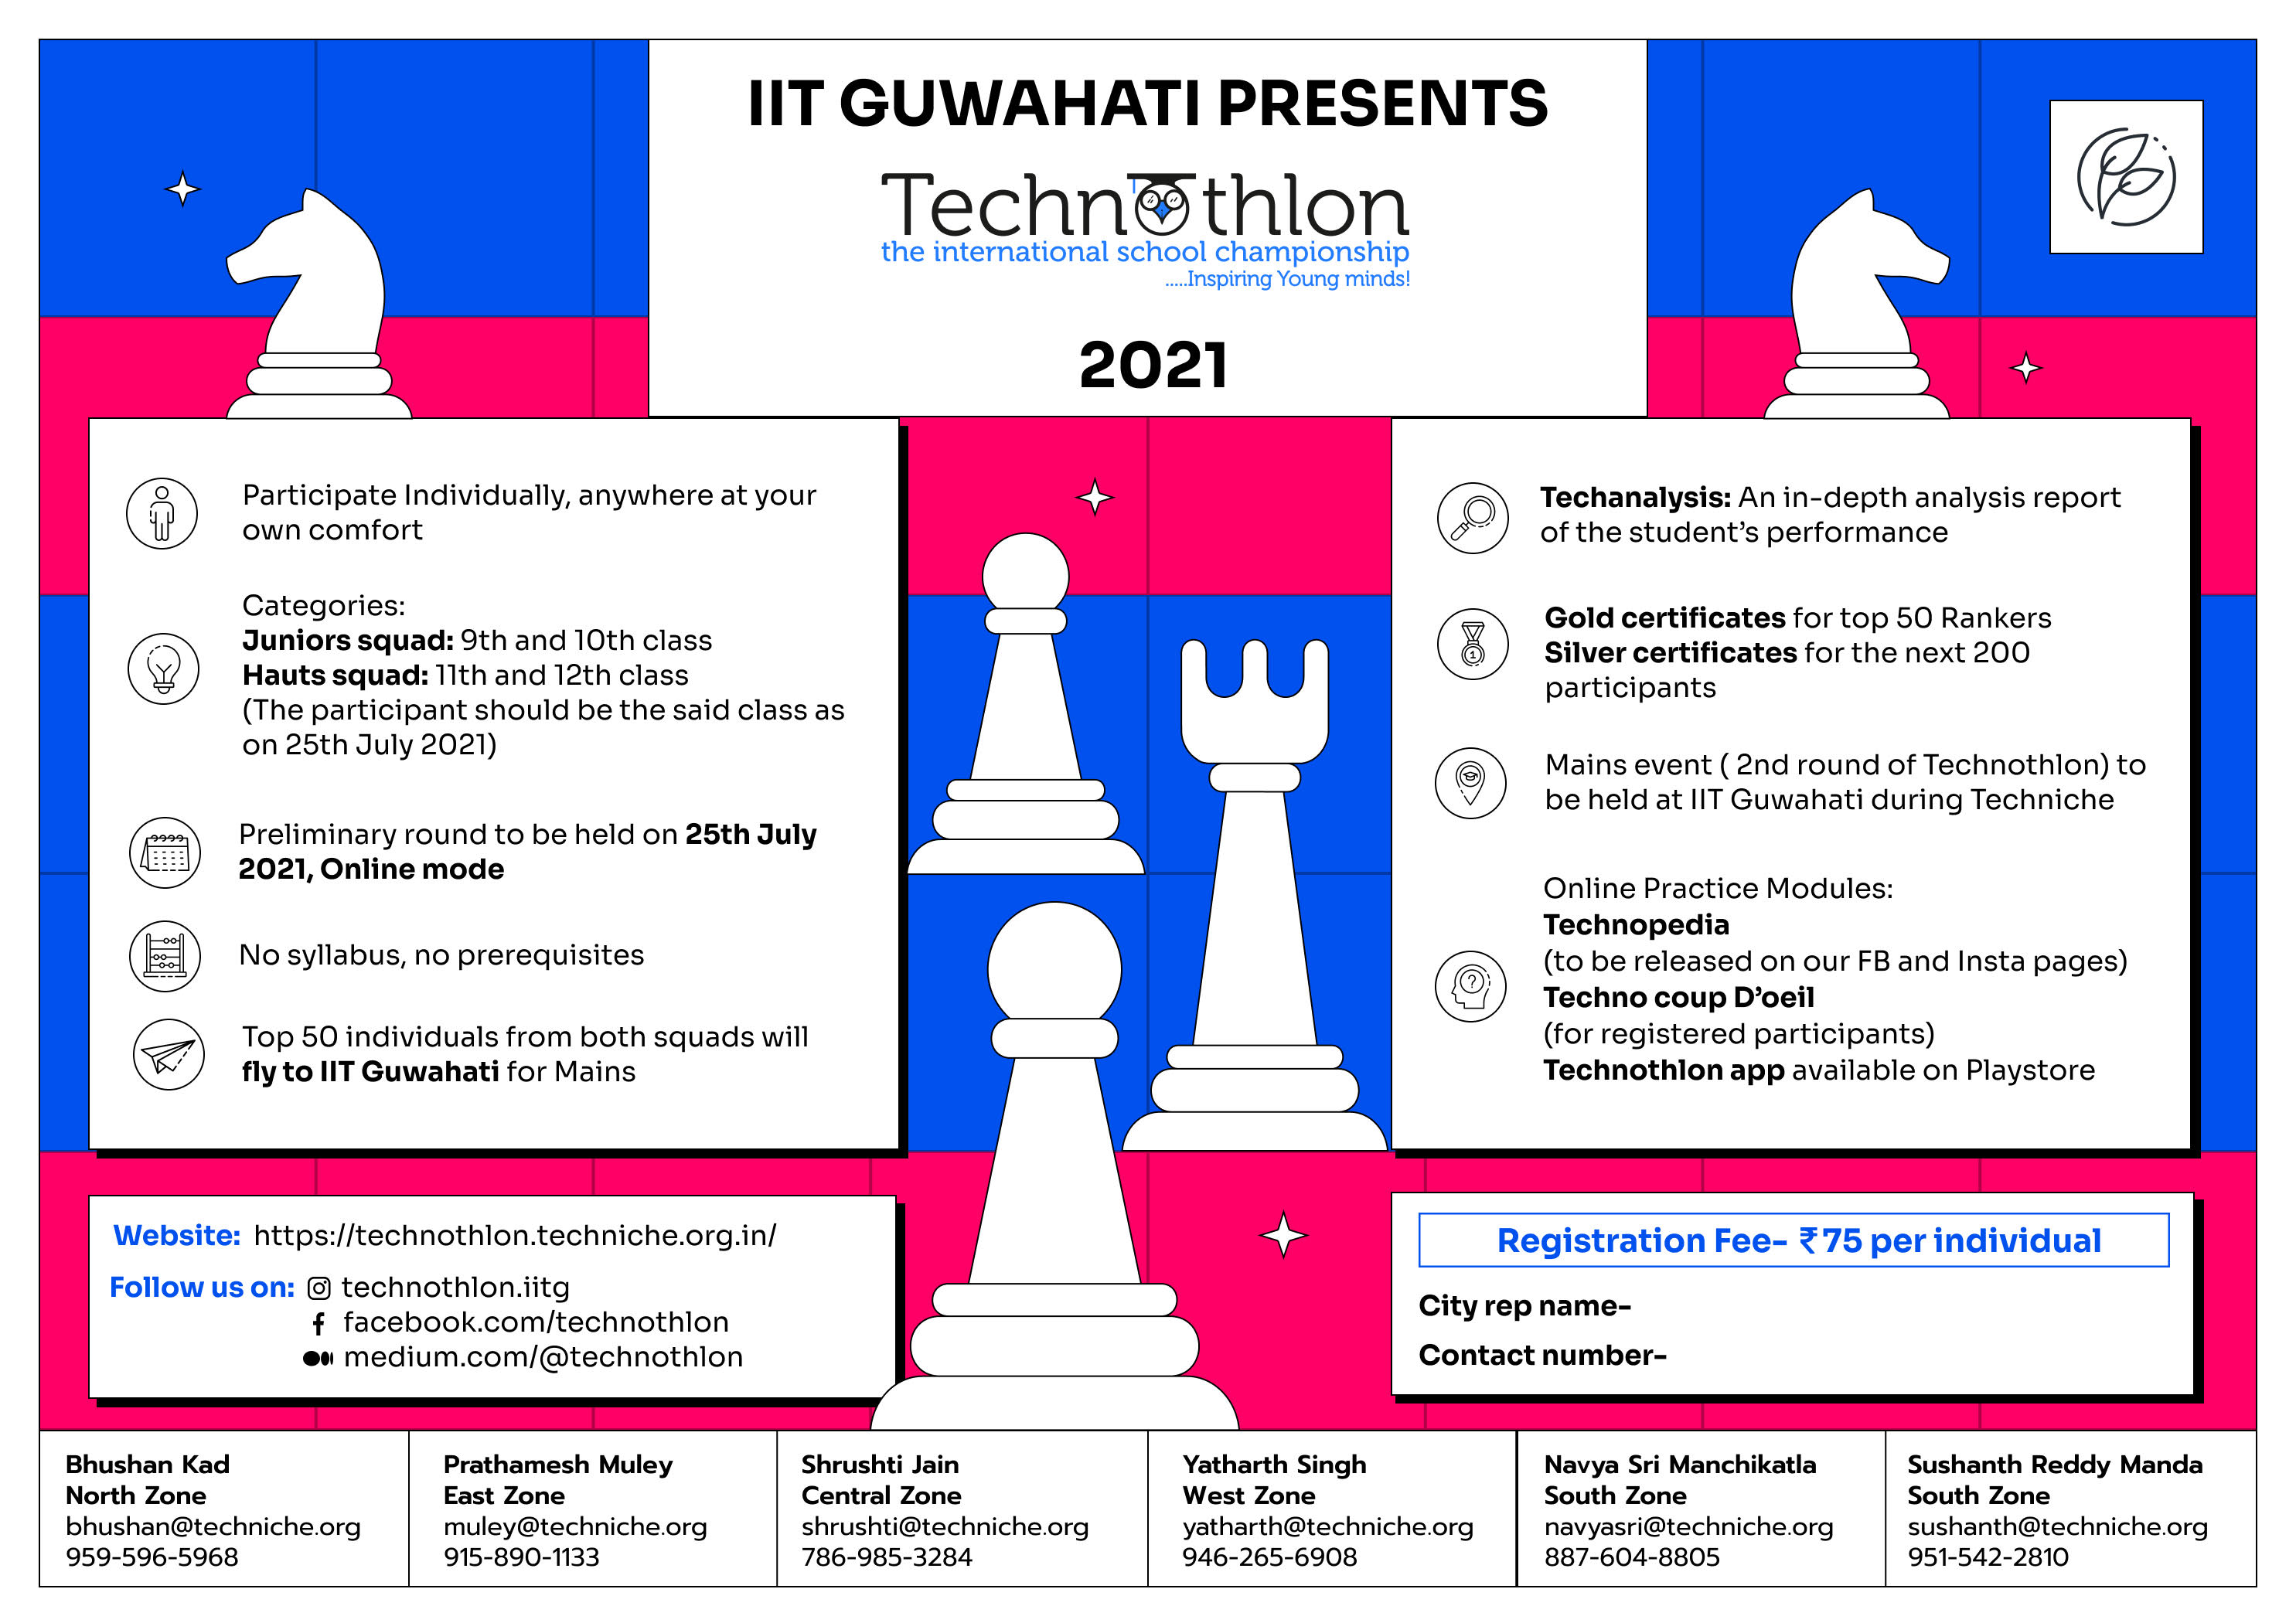 IIT GUWAHATI PRESENTS
Technothlon
the international school championship
.....Inspiring Young minds!
2021
Participate Individually, anywhere at your
own comfort
Categories:
Juniors squad: 9th and 10th class
Hauts squad: 11th and 12th class
(The participant should be the said class as
on 25th July 2021)
Preliminary round to be held on 25th July
2021, Online mode
No syllabus, no prerequisites
Top 50 individuals from both squads will
fly to IIT Guwahati for Mains
Techanalysis: An in-depth analysis report
of the student's performance
Gold certificates for top 50 Rankers
Silver certificates for the next 200
participants
1
Mains event ( 2nd round of Technothlon) to
be held at IIT Guwahati during Techniche
Online Practice Modules:
Technopedia
(to be released on our FB and Insta pages)
Techno coup D'oeil
(for registered participants)
Technothlon app available on Playstore
?
Website: https://technothlon.techniche.org.in/
Follow us on: technothlon.iitg
facebook.com/technothlon
medium.com/@technothlon
Registration Fee- ₹75 per individual
City rep name-
Contact number-
Bhushan Kad
North Zone
bhushan@techniche.org
959-596-5968
Prathamesh Muley
East Zone
muley@techniche.org
915-890-1133
Shrushti Jain
Central Zone
shrushti@techniche.org
786-985-3284
Yatharth Singh
West Zone
yatharth@techniche.org
946-265-6908
Navya Sri Manchikatla
South Zone
navyasri@techniche.org
887-604-8805
Sushanth Reddy Manda
South Zone
sushanth@techniche.org
951-542-2810